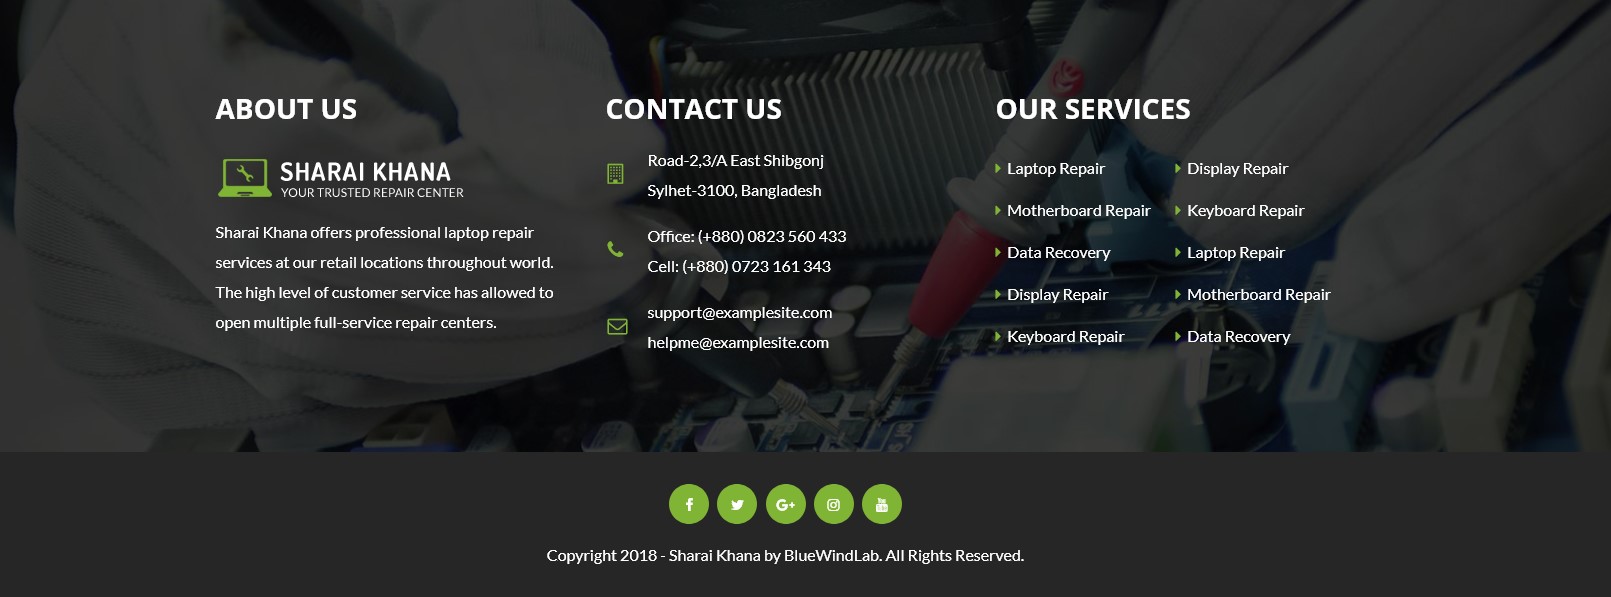 ABOUT US
SHARAI KHANA
YOUR TRUSTED REPAIR CENTER
Sharai Khana offers professional laptop repair
services at our retail locations throughout world.
The high level of customer service has allowed to
open multiple full-service repair centers.
CONTACT US
Road-2,3/A East Shibgonj
Sylhet-3100, Bangladesh
Office: (+880) 0823 560 433
Cell: (+880) 0723 161 343
support@examplesite.com
helpme@examplesite.com
OUR SERVICES
Laptop Repair
Motherboard Repair
Data Recovery
Display Repair
Keyboard Repair
Display Repair
Keyboard Repair
Laptop Repair
Motherboard Repair
Data Recovery
Copyright 2018 - Sharai Khana by BlueWindLab. All Rights Reserved.